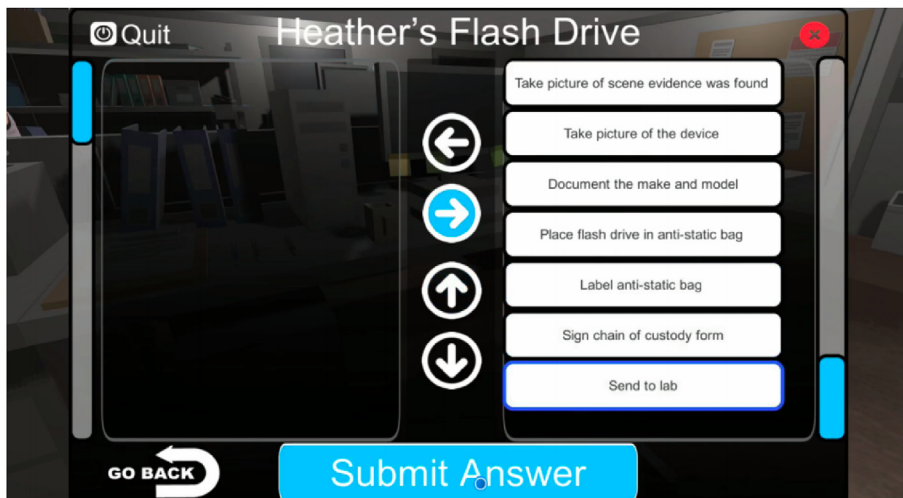 Quit
Heather's Flash Drive
Take picture of scene evidence was found
Take picture of the device
Document the make and model
Place flash drive in anti-static bag
Label anti-static bag
Sign chain of custody form
Send to lab
GO BACK
Submit Answer